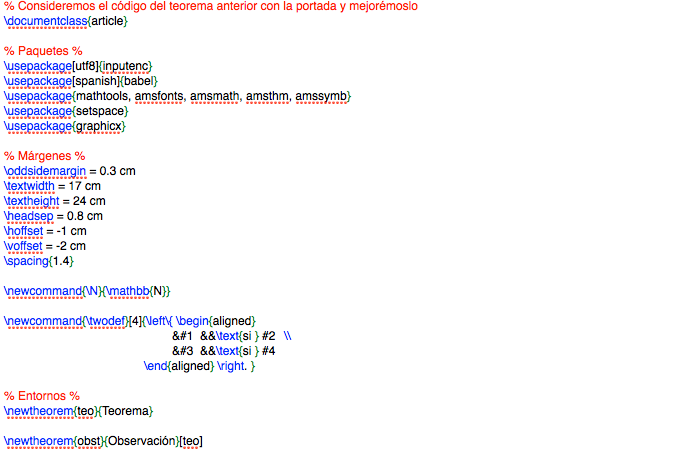 % Consideremos el código del teorema anterior con la portada y mejorémoslo
\documentclass{article}
% Paquetes %
\usepackage[utf8]{inputenc}
\usepackage[spanish]{babel}
\usepackage{mathtools, amsfonts, amsmath, amsthm, amssymb}
\usepackage{setspace}
\usepackage{graphicx}
% Márgenes %
\oddsidemargin = 0.3 cm
\textwidth = 17 cm
\textheight = 24 cm
\headsep = 0.8 cm
\hoffset = -1 cm
\voffset = -2 cm
\spacing{1.4}
\newcommand{\N}{\mathbb{N}}
\newcommand{\twodef}[4]{\left\{ \begin{aligned}
&#1 &&\text{si } #2 \\
&#3 &&\text{si } #4
\end{aligned} \right. }
% Entornos %
\newtheorem{teo}{Teorema}
\newtheorem{obst}{Observación}[teo]